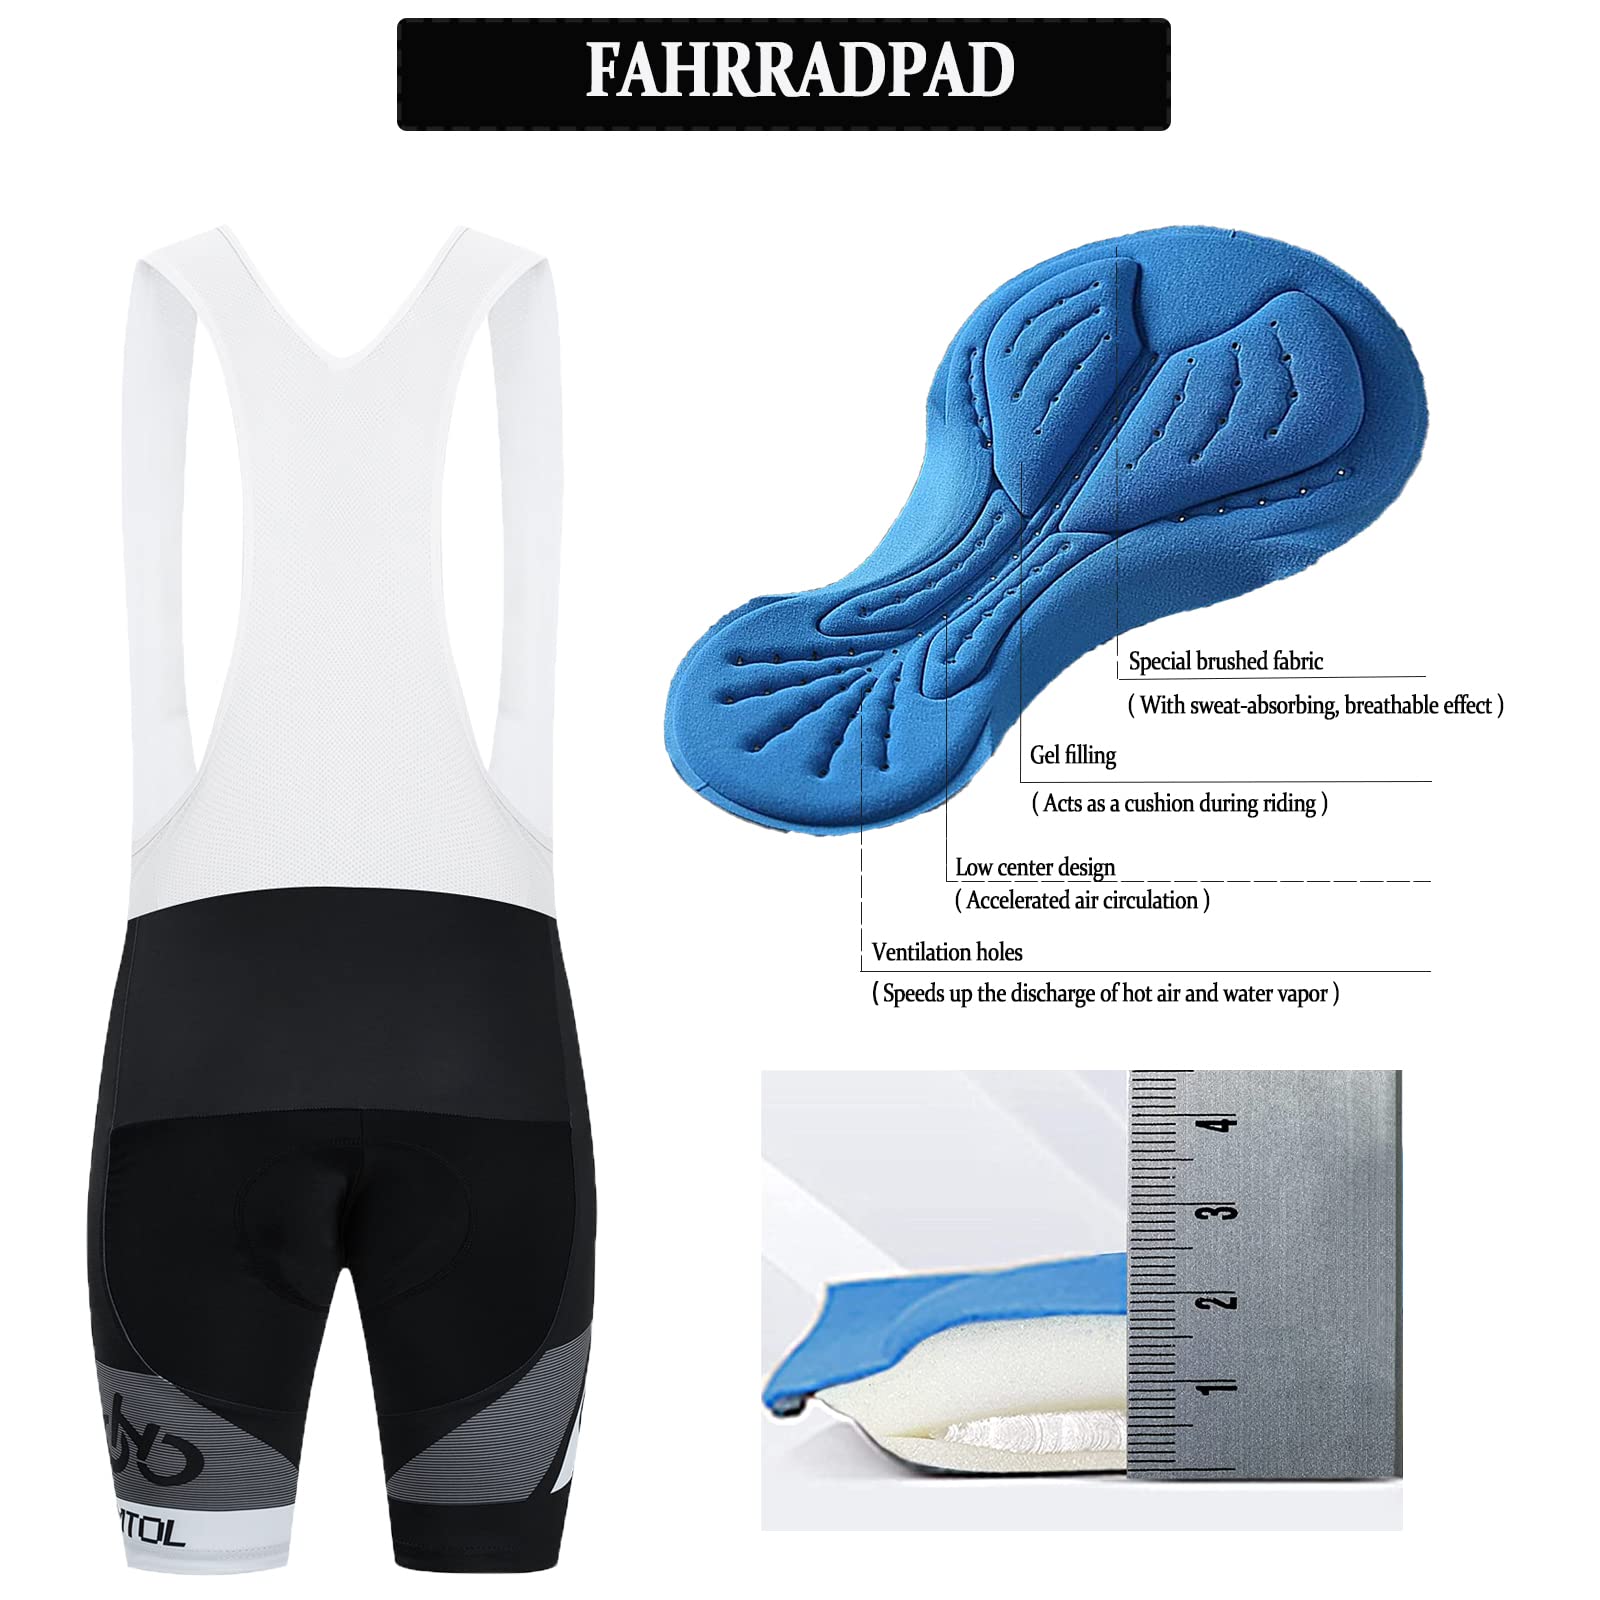 FAHRRADPAD
Special brushed fabric
( With sweat-absorbing, breathable effect )
Gel filling
( Acts as a cushion during riding )
Low center design
( Accelerated air circulation )
Ventilation holes
( Speeds up the discharge of hot air and water vapor )
4
3
2
1
MTOL